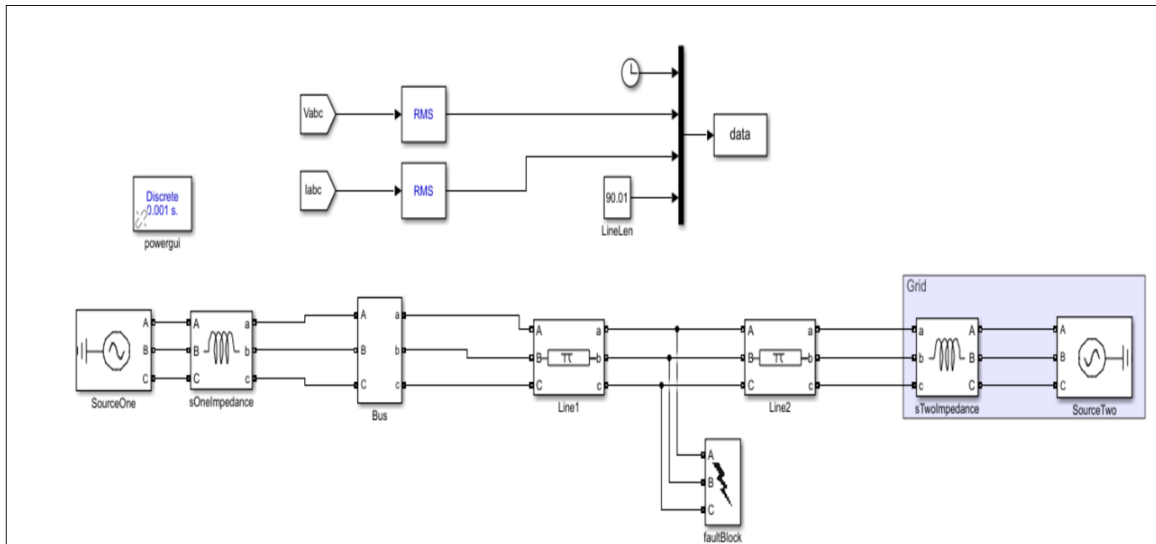 Vabc
RMS
data
Iabc
RMS
90.01
LineLen
Discrete
0.001 s.
powergui
Grid
A A a A a A a A a a A A
B B b B b B b B b b B B
C C c C c C c C c c C C
SourceOne
sOneImpedance
Bus
Line1
Line2
sTwoImpedance
SourceTwo
A
B
C
faultBlock